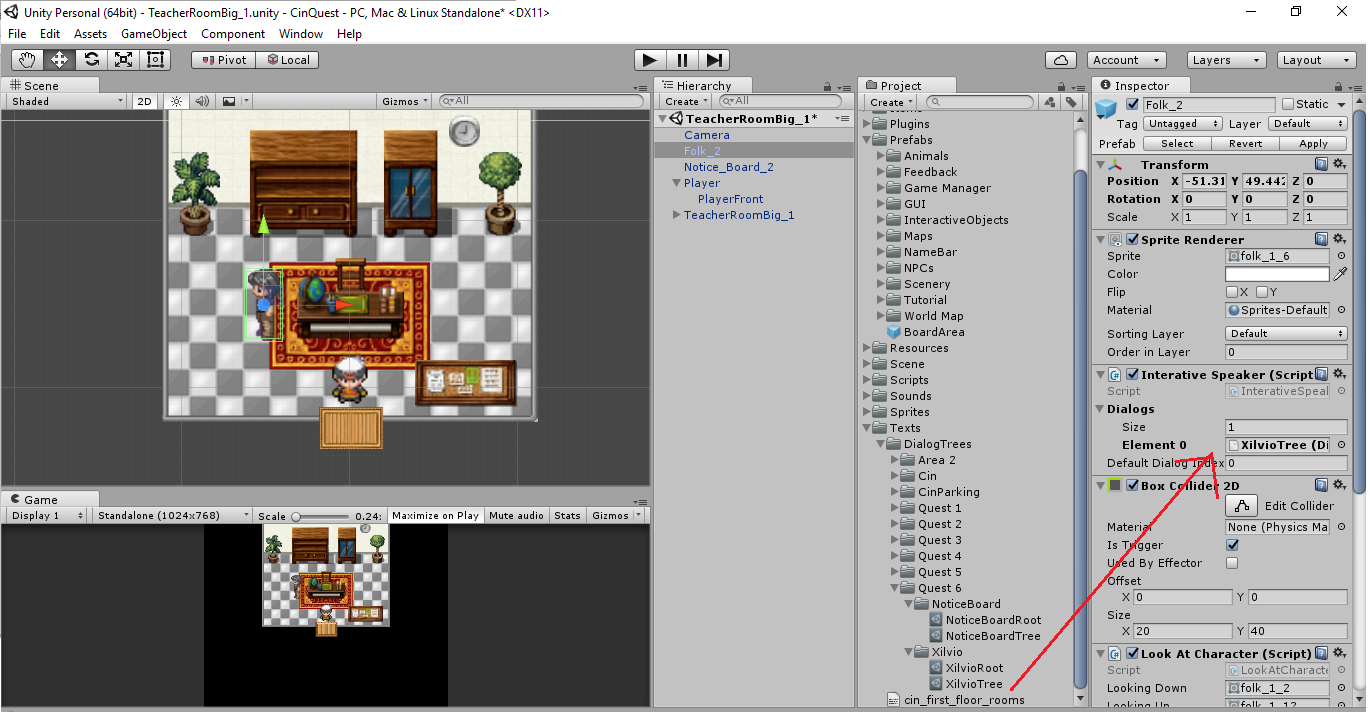 Unity Personal (64bit) - TeacherRoomBig_1.unity - CinQuest - PC, Mac & Linux Standalone* <DX11>
File Edit Assets GameObject Component Window Help
Pivot Local Account Layers Layout
Scene
Shaded 2D Gizmos All
Game
Display 1 Standalone (1024x768) Scale 0.24: Maximize on Play Mute audio Stats Gizmos
Hierarchy
Create All
TeacherRoomBig_1*
Camera
Folk_2
Notice_Board_2
Player
PlayerFront
TeacherRoomBig_1
Project
Create
Plugins
Prefabs
Animals
Feedback
Game Manager
GUI
InteractiveObjects
Maps
NameBar
NPCs
Scenery
Tutorial
World Map
BoardArea
Resources
Scene
Scripts
Sounds
Sprites
Texts
DialogTrees
Area 2
Cin
CinParking
Quest 1
Quest 2
Quest 3
Quest 4
Quest 5
Quest 6
NoticeBoard
NoticeBoardRoot
NoticeBoardTree
Xilvio
XilvioRoot
XilvioTree
cin_first_floor_rooms
Inspector
Folk_2 Static
Tag Untagged Layer Default
Prefab Select Revert Apply
Transform
Position X -51.31 Y 49.442 Z 0
Rotation X 0 Y 0 Z 0
Scale X 1 Y 1 Z 1
Sprite Renderer
Sprite folk_1_6
Color
Flip X Y
Material Sprites-Default
Sorting Layer Default
Order in Layer 0
Interative Speaker (Script
Script InterativeSpeal
Dialogs
Size 1
Element 0 XilvioTree (Di
Default Dialog Index 0
Box Collider 2D
Edit Collider
Material None (Physics Ma
Is Trigger
Used By Effector
Offset
X 0 Y 0
Size
X 20 Y 40
Look At Character (Script)
Script LookAtCharacte
Looking Down folk_1_2
Looking Up folk_1_12